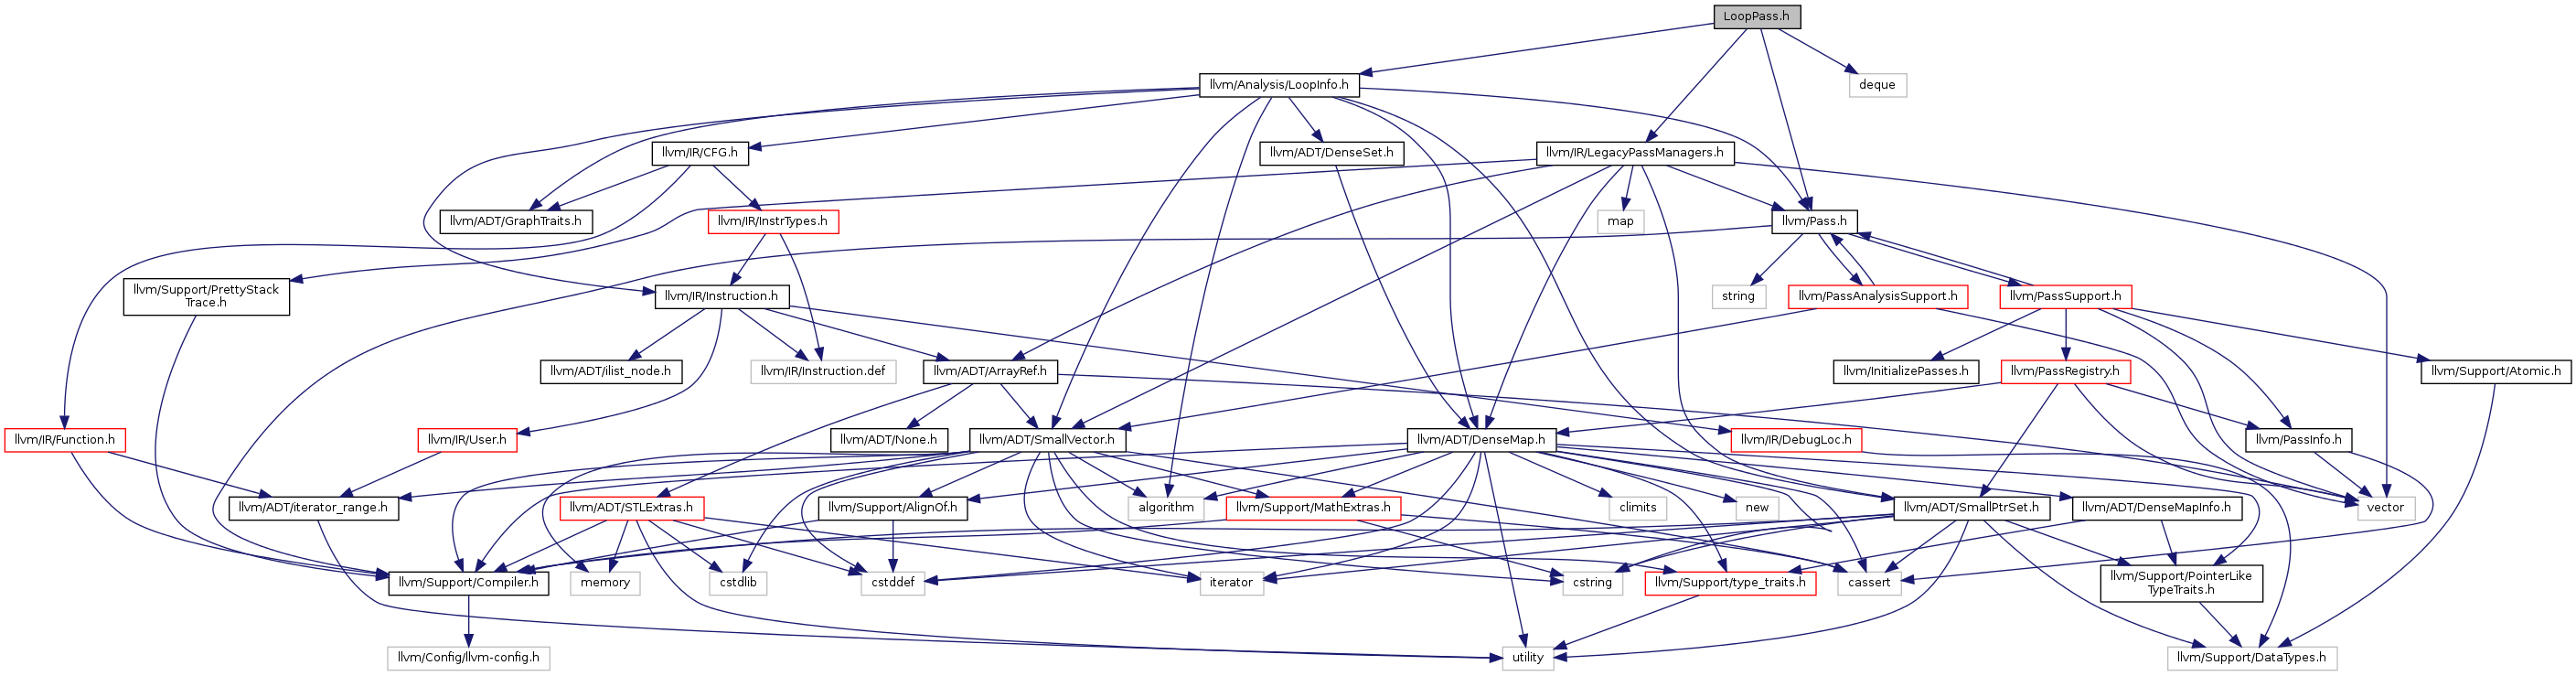 LoopPass.h
llvm/Analysis/LoopInfo.h
deque
llvm/IR/CFG.h
llvm/ADT/DenseSet.h
llvm/IR/LegacyPassManagers.h
llvm/ADT/GraphTraits.h
llvm/IR/InstrTypes.h
map
llvm/Pass.h
llvm/Support/PrettyStack
Trace.h
llvm/IR/Instruction.h
string
llvm/PassAnalysisSupport.h
llvm/PassSupport.h
llvm/ADT/ilist_node.h
llvm/IR/Instruction.def
llvm/ADT/ArrayRef.h
llvm/InitializePasses.h
llvm/PassRegistry.h
llvm/Support/Atomic.h
llvm/IR/Function.h
llvm/IR/User.h
llvm/ADT/None.h
llvm/ADT/SmallVector.h
llvm/ADT/DenseMap.h
llvm/IR/DebugLoc.h
llvm/PassInfo.h
llvm/ADT/iterator_range.h
llvm/ADT/STLExtras.h
llvm/Support/AlignOf.h
algorithm
llvm/Support/MathExtras.h
climits
new
llvm/ADT/SmallPtrSet.h
llvm/ADT/DenseMapInfo.h
vector
llvm/Support/Compiler.h
memory
cstdlib
cstddef
iterator
cstring
llvm/Support/type_traits.h
cassert
llvm/Support/PointerLike
TypeTraits.h
llvm/Config/llvm-config.h
utility
llvm/Support/DataTypes.h